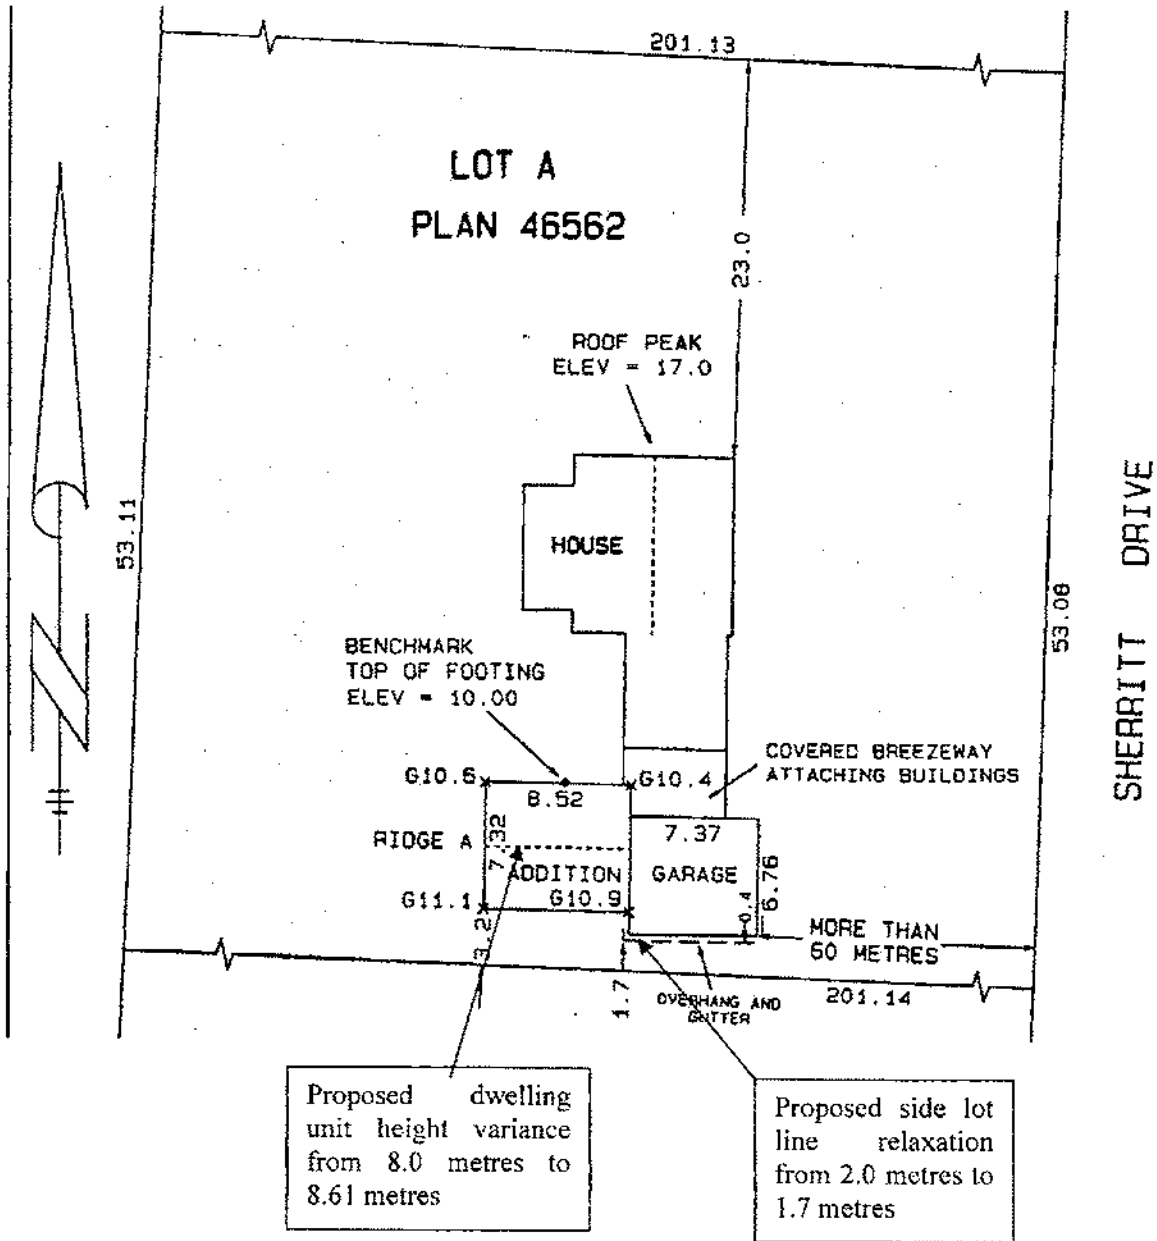 201.13
LOT A
PLAN 46562
23.0
ROOF PEAK
ELEV = 17.0
53.11
HOUSE
SHERRITT DRIVE
53.08
BENCHMARK
TOP OF FOOTING
ELEV = 10.00
COVERED BREEZEWAY
ATTACHING BUILDINGS
G10.6
G10.4
8.52
RIDGE A
7.32
7.37
ADDITION
GARAGE
6.76
G11.1
G10.9
0.4
MORE THAN
60 METRES
3.2
1.7
OVERHANG AND
GUTTER
201.14
N
Proposed dwelling
unit height variance
from 8.0 metres to
8.61 metres
Proposed side lot
line relaxation
from 2.0 metres to
1.7 metres